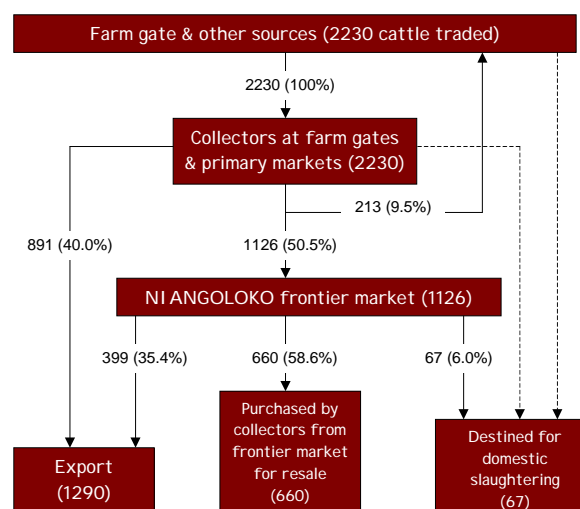 Farm gate & other sources (2230 cattle traded)
2230 (100%)
Collectors at farm gates
& primary markets (2230)
213 (9.5%)
891 (40.0%)
1126 (50.5%)
NIANGOLOKO frontier market (1126)
399 (35.4%)
660 (58.6%)
67 (6.0%)
Export
(1290)
Purchased by
collectors from
frontier market
for resale
(660)
Destined for
domestic
slaughtering
(67)